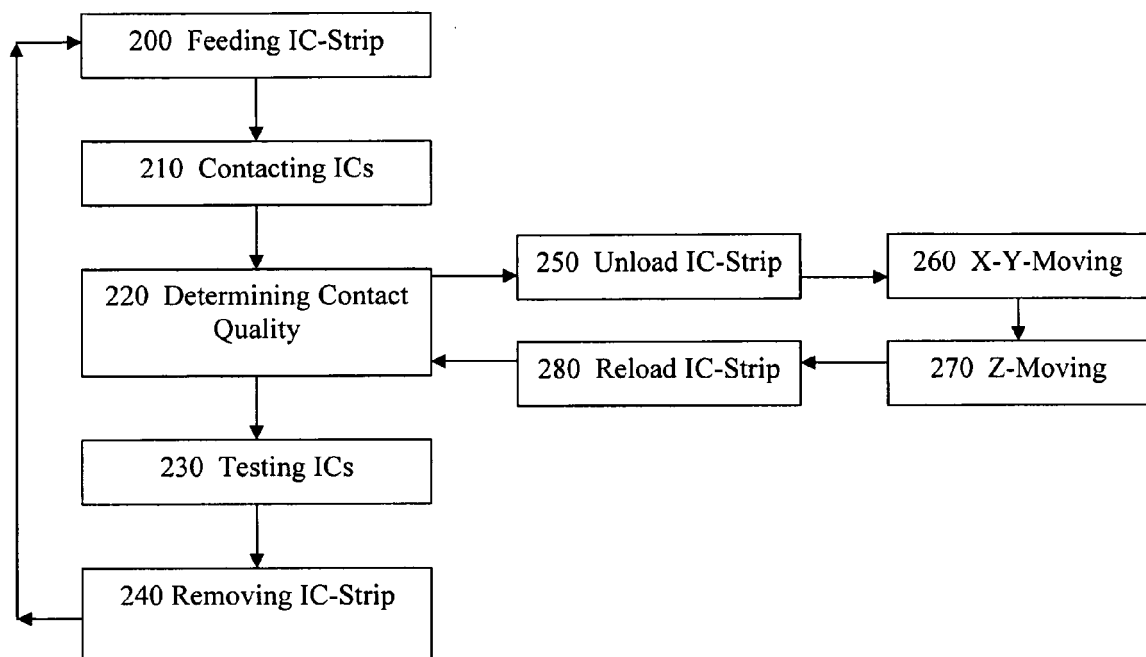 200 Feeding IC-Strip
210 Contacting ICs
220 Determining Contact
Quality
250 Unload IC-Strip
260 X-Y-Moving
280 Reload IC-Strip
270 Z-Moving
230 Testing ICs
240 Removing IC-Strip